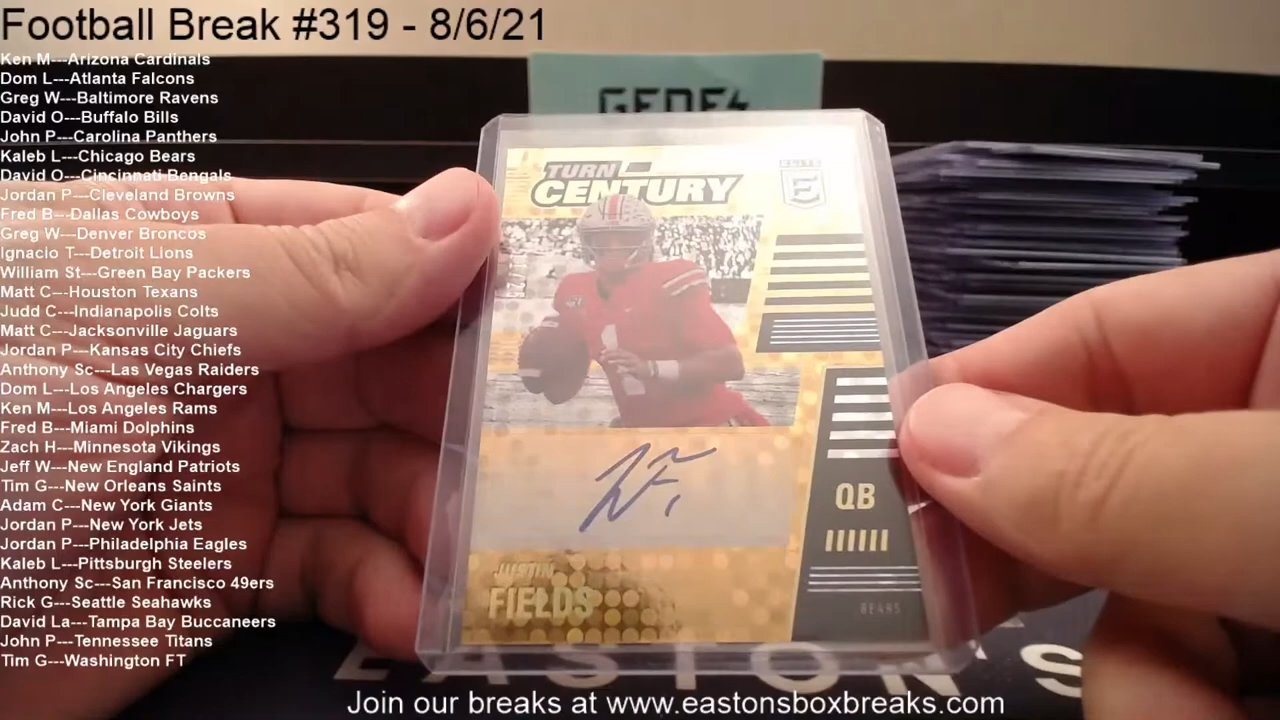 Football Break #319 - 8/6/21
Ken M---Arizona Cardinals
Dom L---Atlanta Falcons
Greg W---Baltimore Ravens
David O---Buffalo Bills
John P---Carolina Panthers
Kaleb L---Chicago Bears
David O---Cincinnati Bengals
Jordan P---Cleveland Browns
Fred B---Dallas Cowboys
Greg W---Denver Broncos
Ignacio T---Detroit Lions
William St---Green Bay Packers
Matt C---Houston Texans
Judd C---Indianapolis Colts
Matt C---Jacksonville Jaguars
Jordan P---Kansas City Chiefs
Anthony Sc---Las Vegas Raiders
Dom L---Los Angeles Chargers
Ken M---Los Angeles Rams
Fred B---Miami Dolphins
Zach H---Minnesota Vikings
Jeff W---New England Patriots
Tim G---New Orleans Saints
Adam C---New York Giants
Jordan P---New York Jets
Jordan P---Philadelphia Eagles
Kaleb L---Pittsburgh Steelers
Anthony Sc---San Francisco 49ers
Rick G---Seattle Seahawks
David La---Tampa Bay Buccaneers
John P---Tennessee Titans
Tim G---Washington FT
TURN
CENTURY
ELITE
E
1
QB
JUSTIN
FIELDS
BEARS
EASTON'S
Join our breaks at www.eastonsboxbreaks.com